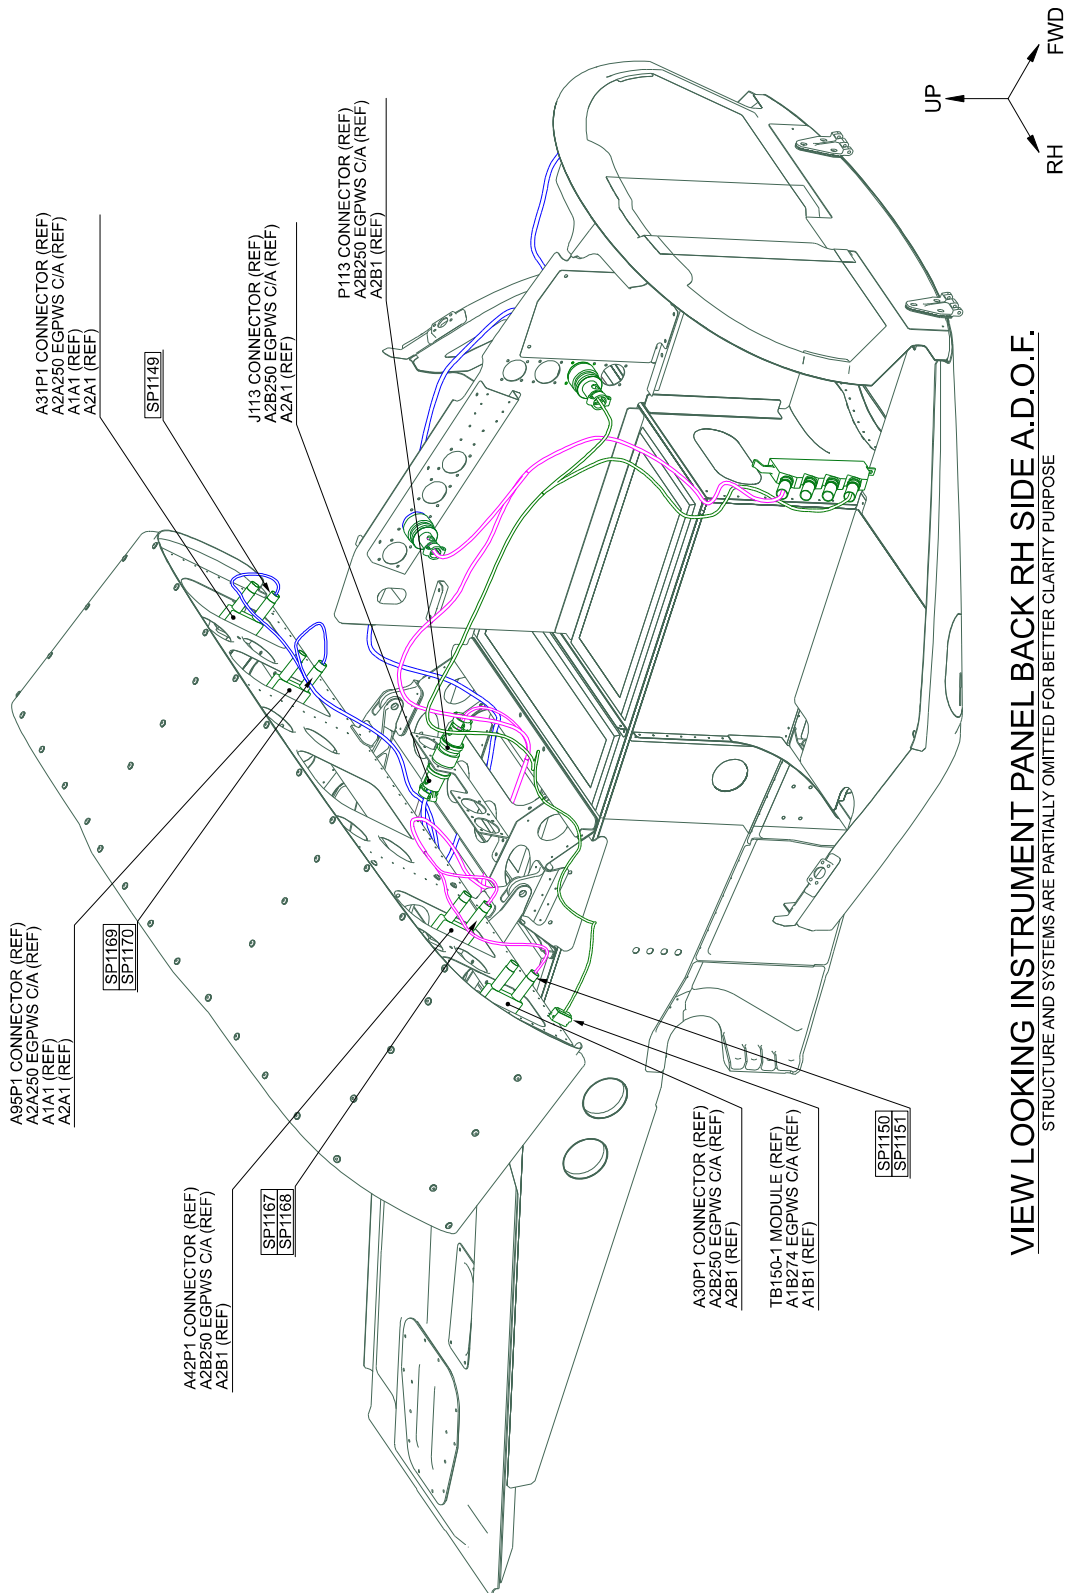 A31P1 CONNECTOR (REF)
A2A250 EGPWS C/A (REF)
A1A1 (REF)
A2A1 (REF)
SP1149
J113 CONNECTOR (REF)
A2B250 EGPWS C/A (REF)
A2A1 (REF)
P113 CONNECTOR (REF)
A2B250 EGPWS C/A (REF)
A2B1 (REF)
UP
RH
FWD
A95P1 CONNECTOR (REF)
A2A250 EGPWS C/A (REF)
A1A1 (REF)
A2A1 (REF)
SP1169
SP1170
A42P1 CONNECTOR (REF)
A2B250 EGPWS C/A (REF)
A2B1 (REF)
SP1167
SP1168
A30P1 CONNECTOR (REF)
A2B250 EGPWS C/A (REF)
A2B1 (REF)
TB150-1 MODULE (REF)
A1B274 EGPWS C/A (REF)
A1B1 (REF)
SP1150
SP1151
VIEW LOOKING INSTRUMENT PANEL BACK RH SIDE A.D.O.F.
STRUCTURE AND SYSTEMS ARE PARTIALLY OMITTED FOR BETTER CLARITY PURPOSE